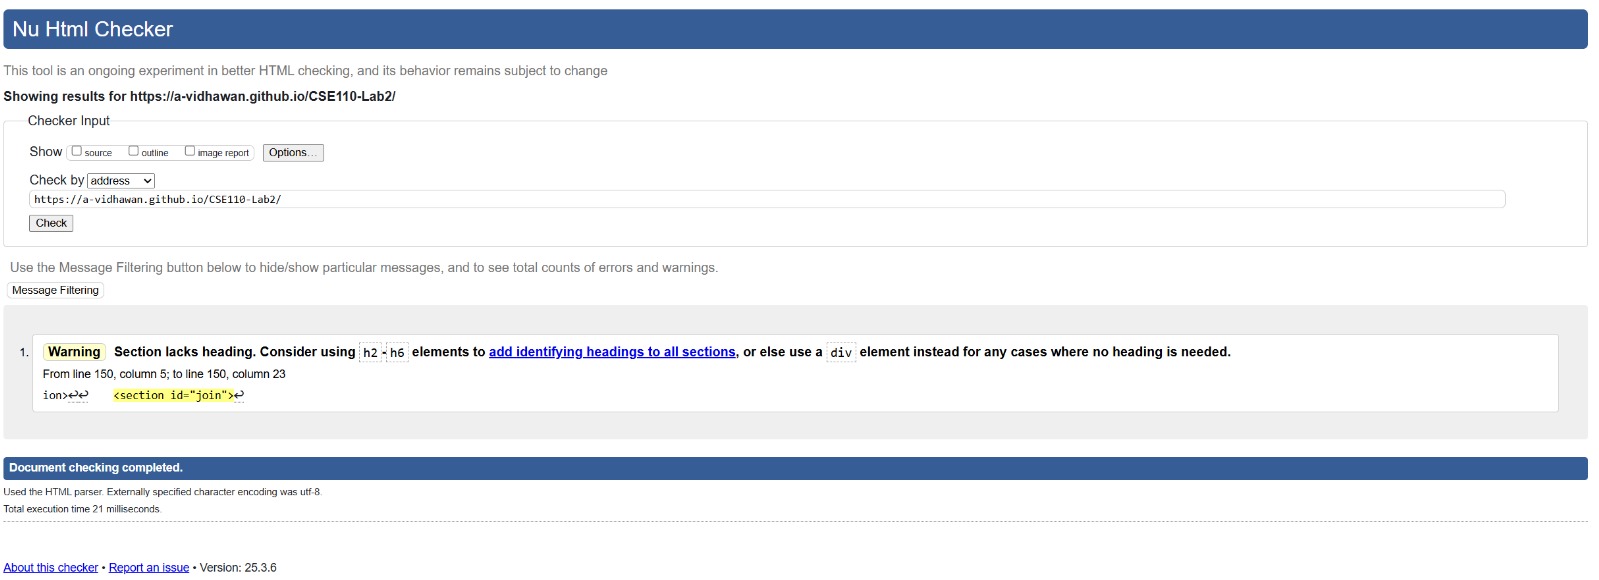 Nu Html Checker
This tool is an ongoing experiment in better HTML checking, and its behavior remains subject to change
Showing results for https://a-vidhawan.github.io/CSE110-Lab2/
Checker Input
Show source outline image report Options...
Check by address
https://a-vidhawan.github.io/CSE110-Lab2/
Check
Use the Message Filtering button below to hide/show particular messages, and to see total counts of errors and warnings.
Message Filtering
1. Warning Section lacks heading. Consider using h2-h6 elements to add identifying headings to all sections, or else use a div element instead for any cases where no heading is needed.
From line 150, column 5; to line 150, column 23
ion>↩↩ <section id="join">↩
Document checking completed.
Used the HTML parser. Externally specified character encoding was utf-8.
Total execution time 21 milliseconds.
About this checker • Report an issue • Version: 25.3.6